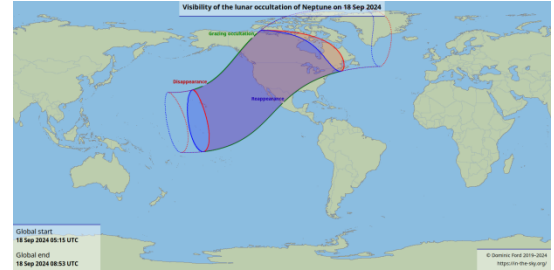 Visibility of the lunar occultation of Neptune on 18 Sep 2024
Grazing occultation
Disappearance
Reappearance
Global start
18 Sep 2024 05:15 UTC
Global end
18 Sep 2024 08:53 UTC
© Dominic Ford 2019–2024
https://in-the-sky.org/